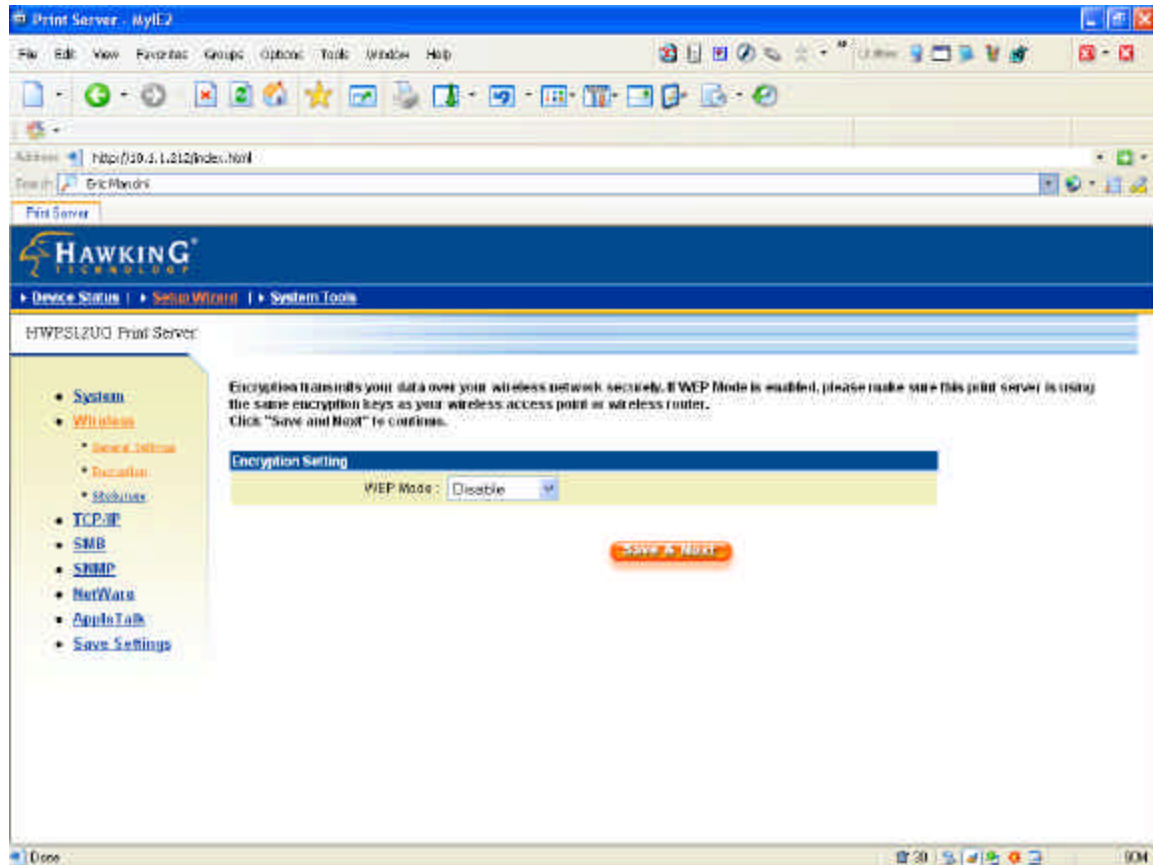 Print Server - MyIE2
File Edit View Favorites Groups Options Tools Window Help
Address http://10.1.1.212/index.html
Search
Print Server
HAWKING
TECHNOLOGY
Device Status | Setup Wizard | System Tools
HWPS12UG Print Server
System
Wireless
General Settings
Encryption
TCP/IP
SMB
SNMP
NetWare
AppleTalk
Save Settings
Encryption transmits your data over your wireless network securely. If WEP Mode is enabled, please make sure this print server is using
the same encryption keys as your wireless access point or wireless router.
Click "Save and Next" to continue.
Encryption Setting
WEP Mode : Disable
Save & Next
Done